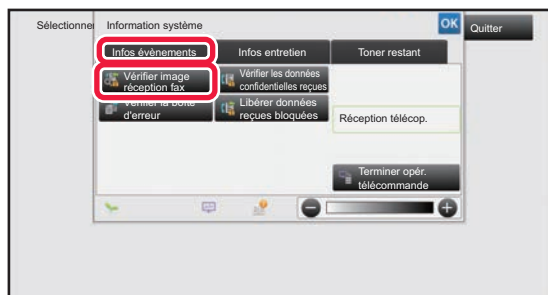 Sélectionne
Information système
OK
Quitter
Infos évènements
Infos entretien
Toner restant
Vérifier image
réception fax
Vérifier les données
confidentielles reçues
Vérifier la boîte
d'erreur
Libérer données
reçues bloquées
Réception télécop.
Terminer opér.
télécommande